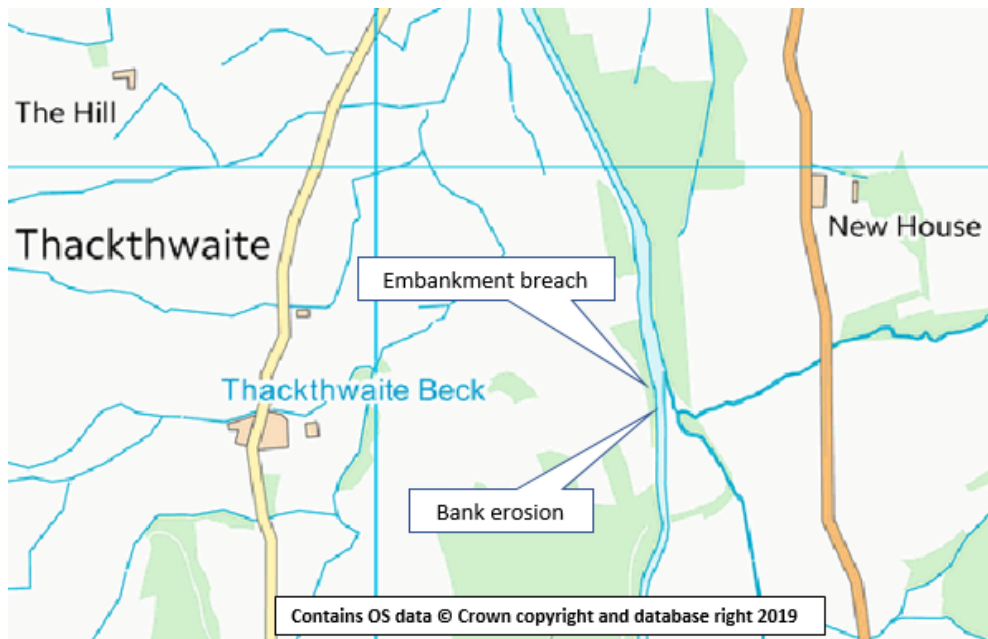 The Hill
Thackthwaite
New House
Embankment breach
Thackthwaite Beck
Bank erosion
Contains OS data © Crown copyright and database right 2019